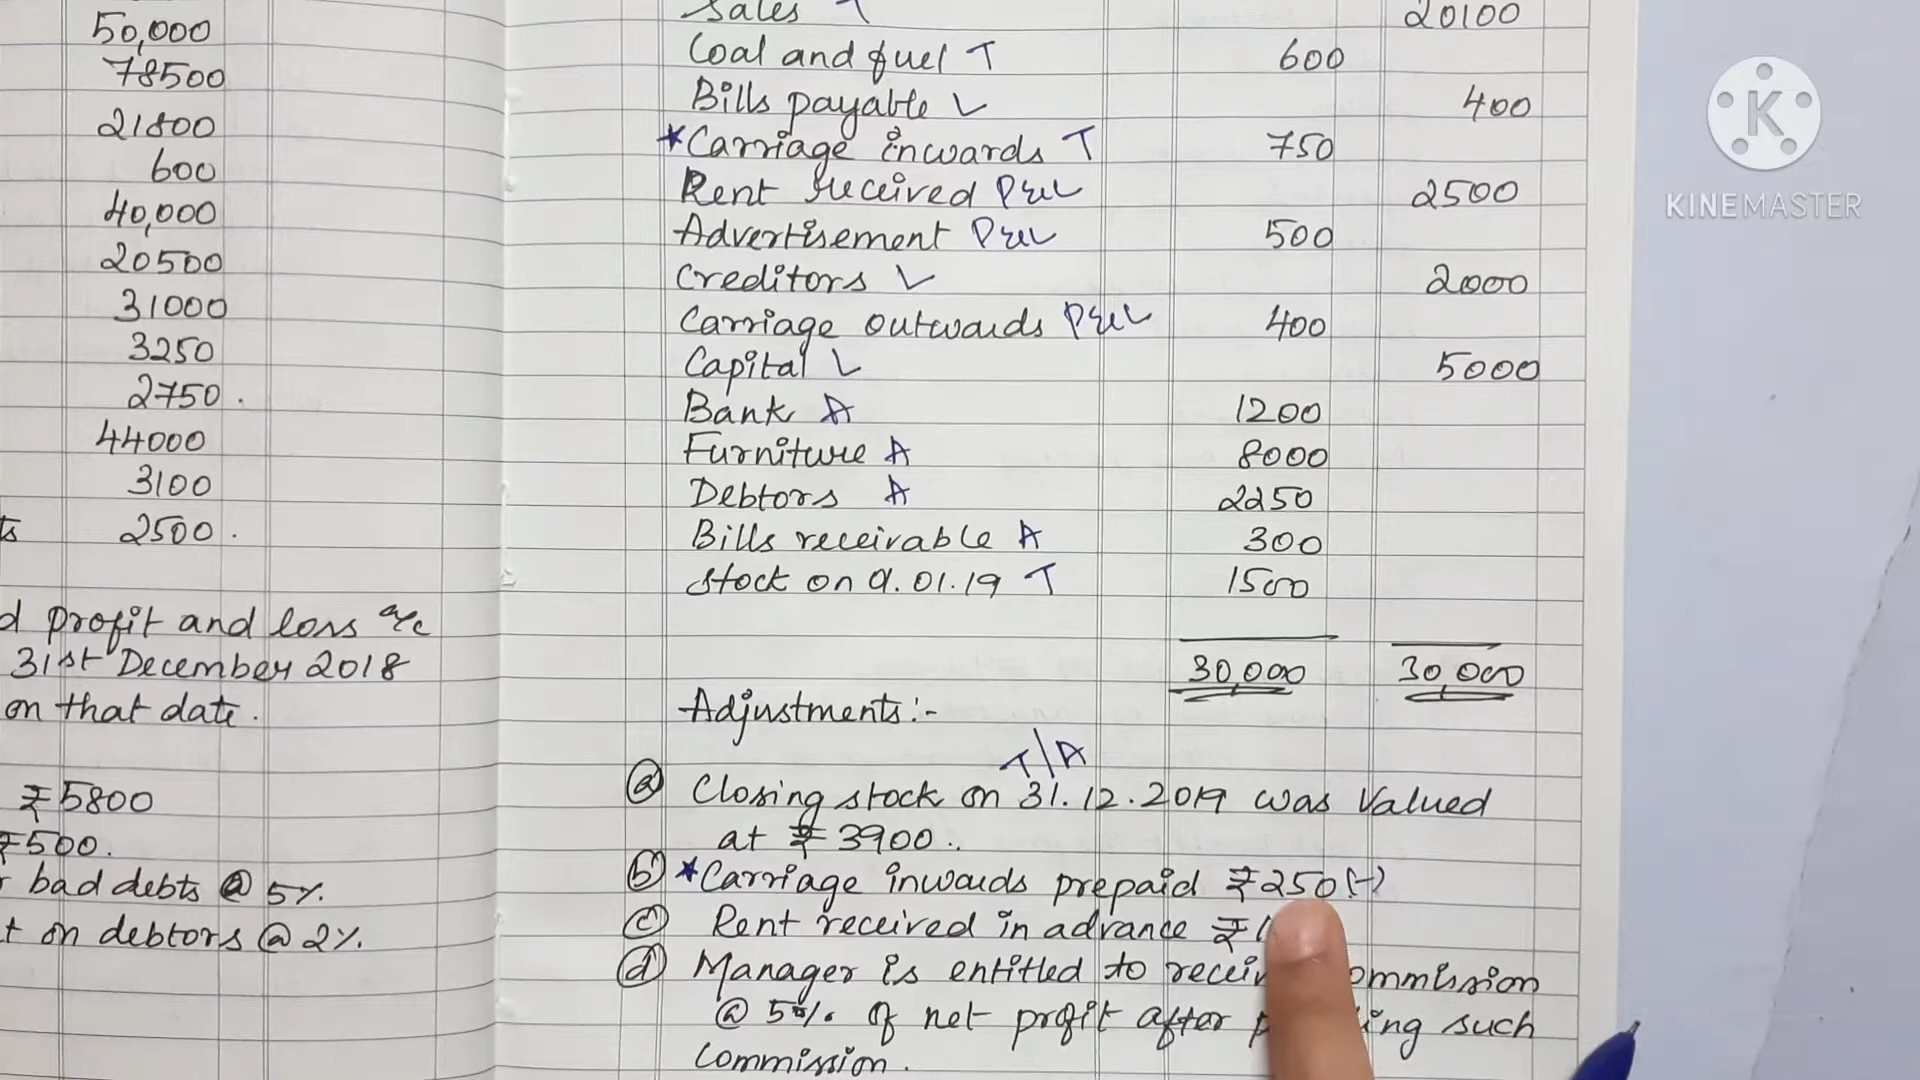 50,000
78500
21800
600
40,000
20500
31000
3250
2750.
44000
3100
ts 2500.
d profit and loss a/c
31st December 2018
on that date.
₹5800
₹500.
r bad debts @ 5%.
t on debtors @ 2%.
Sales T 20100
Coal and fuel T 600
Bills payable L 400
*Carriage inwards T 750
Rent received P&L 2500
Advertisement P&L 500
Creditors L 2000
Carriage outwards P&L 400
Capital L 5000
Bank A 1200
Furniture A 8000
Debtors A 2250
Bills receivable A 300
Stock on 01.01.19 T 1500
30,000 30,000
Adjustments:-
T/A
(a) Closing stock on 31.12.2019 was valued
at ₹ 3900.
(b) *Carriage inwards prepaid ₹250(-)
(c) Rent received in advance ₹
(d) Manager is entitled to commission
@ 5% of net profit after such
commission.
KINEMASTER